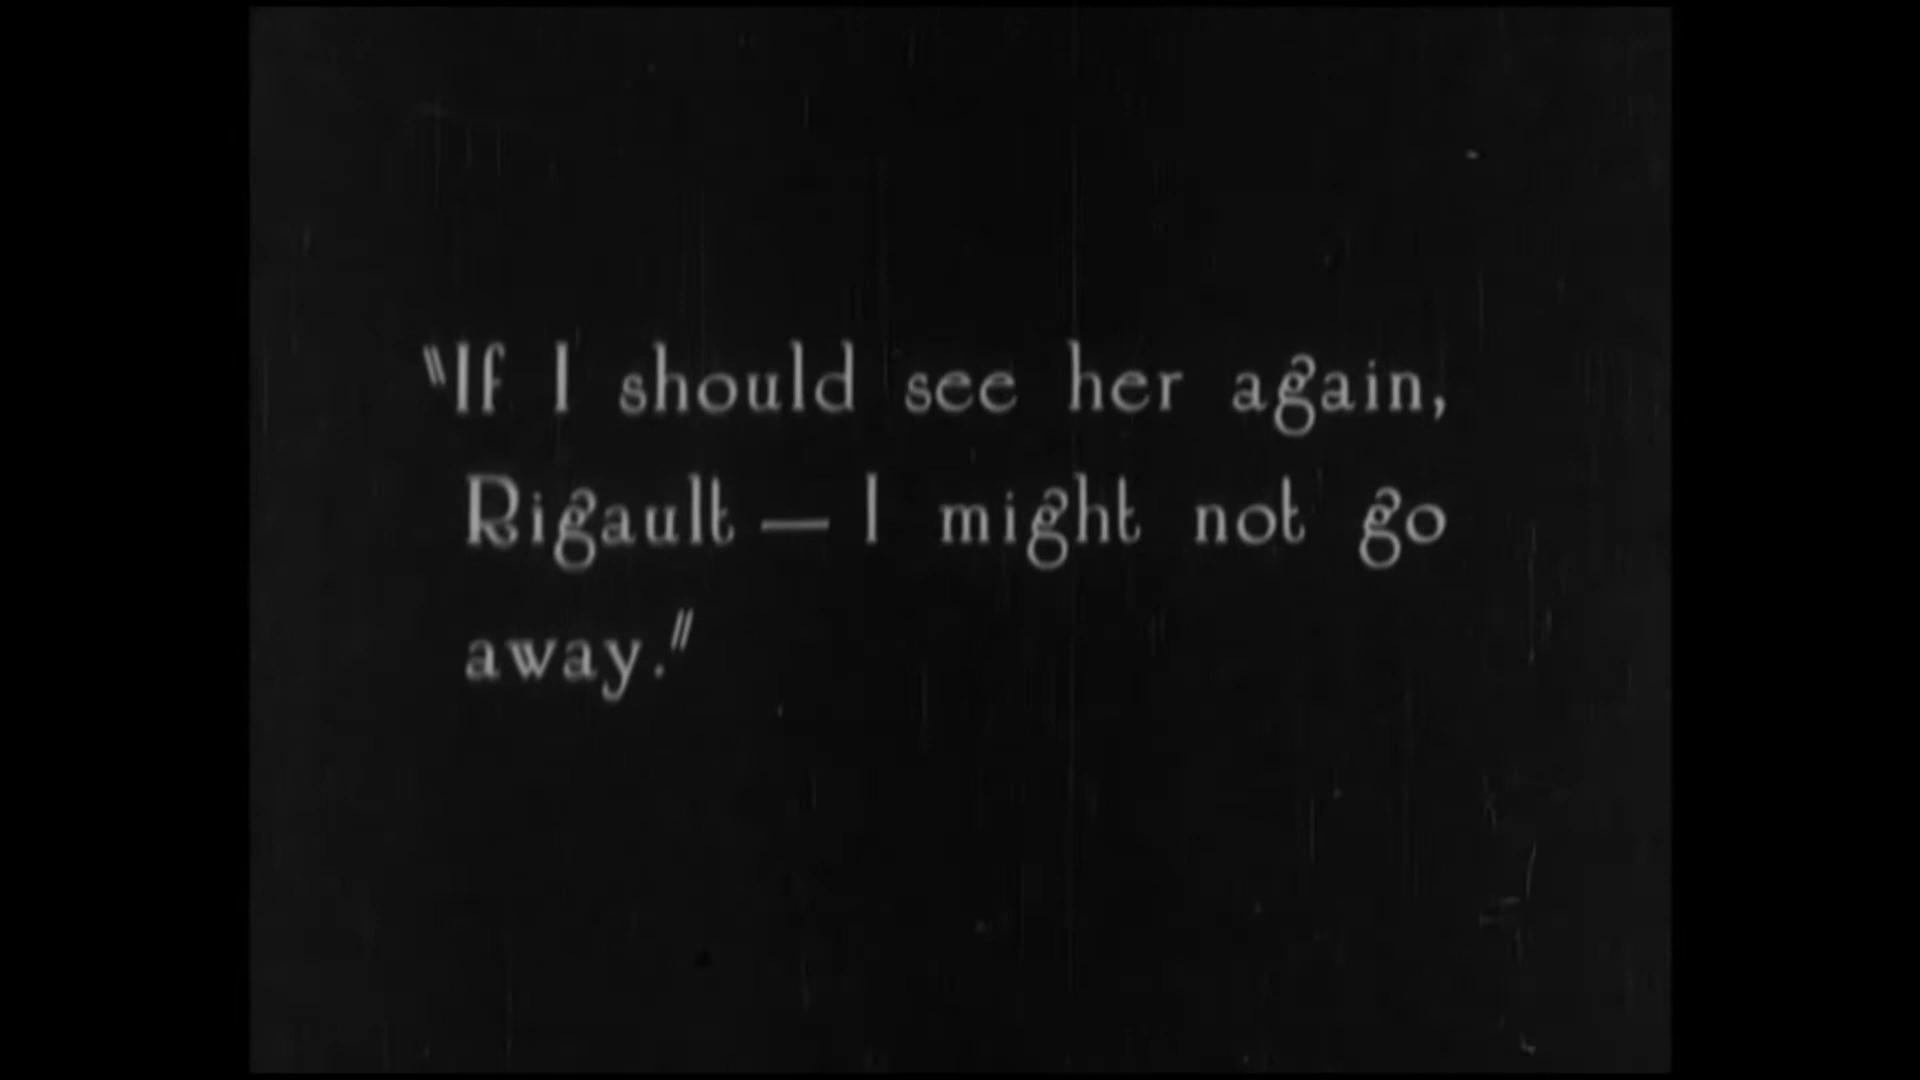 "If I should see her again,
Rigault — I might not go
away."